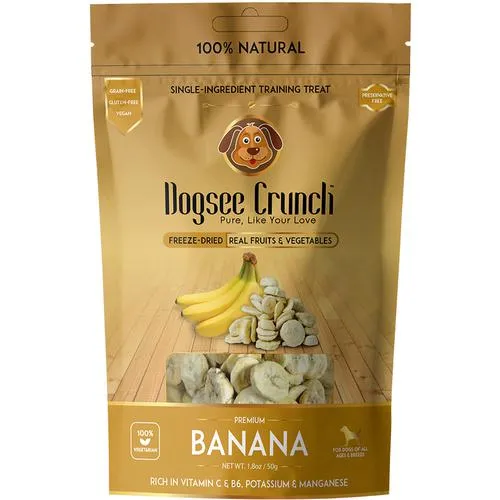 100% NATURAL
SINGLE-INGREDIENT TRAINING TREAT
GRAIN-FREE
GLUTEN-FREE
VEGAN
PRESERVATIVE
FREE
Dogsee Crunch
Pure, Like Your Love
FREEZE-DRIED REAL FRUITS & VEGETABLES
PREMIUM
BANANA
NET WT. 1.8oz / 50g
100%
VEGETARIAN
FOR DOGS OF ALL
AGES & BREEDS
RICH IN VITAMIN C & B6, POTASSIUM & MANGANESE